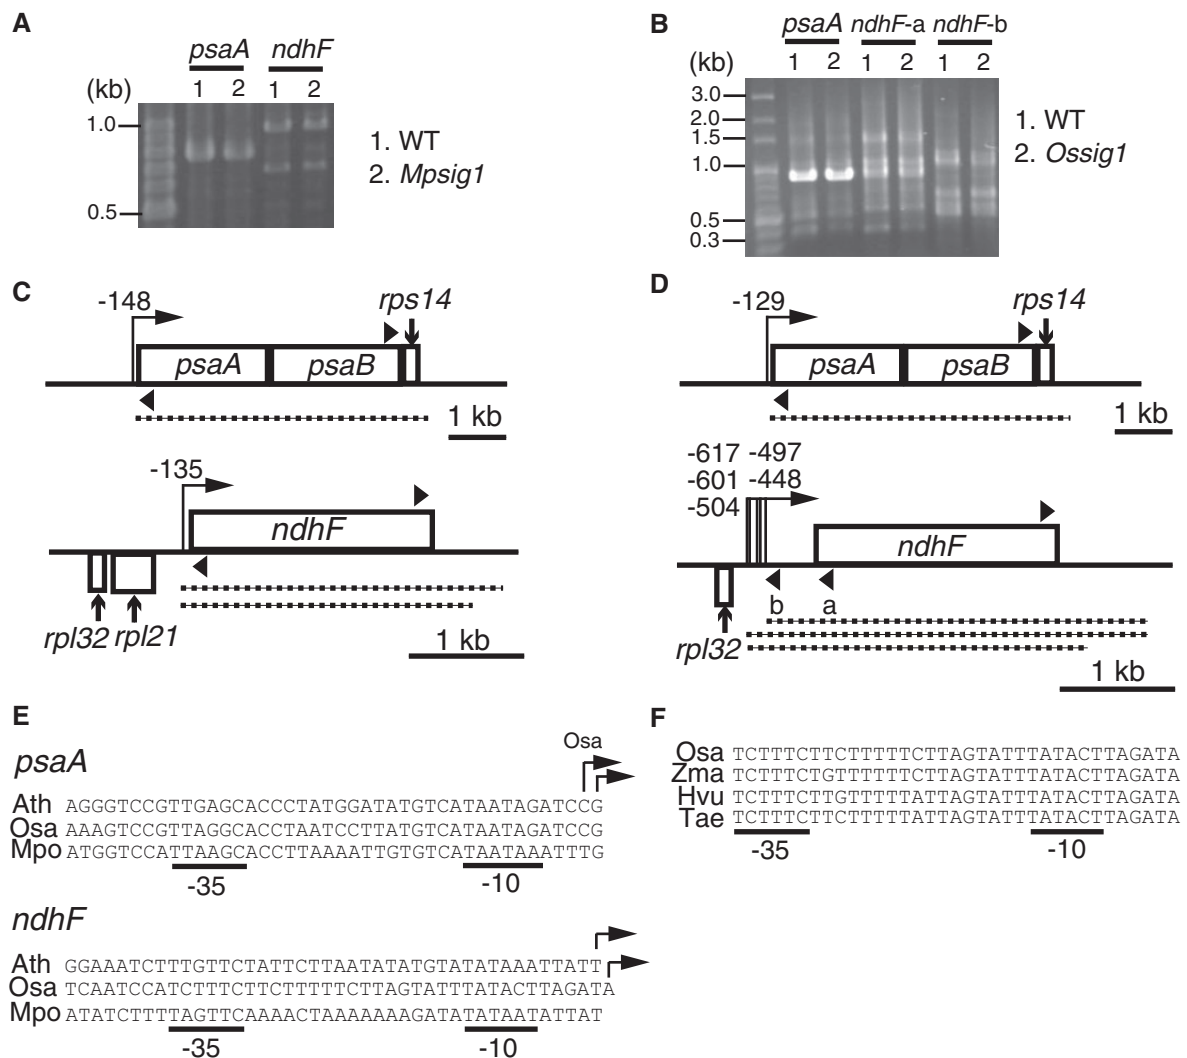 A
psaA ndhF
(kb) 1 2 1 2
1.0
0.5
1. WT
2. Mpsig1
B
psaA ndhF-a ndhF-b
(kb) 1 2 1 2 1 2
3.0
2.0
1.5
1.0
0.5
0.3
1. WT
2. Ossig1
C
-148 rps14
psaA psaB
1 kb
-135
ndhF
rpl32 rpl21
1 kb
D
-129 rps14
psaA psaB
1 kb
-617 -497
-601 -448
-504
ndhF
b a
rpl32
1 kb
E
psaA
Osa
Ath AGGGTCCGTTGAGCACCCTATGGATATGTCATAATAGATCCG
Osa AAAGTCCGTTAGGCACCTAATCCTTATGTCATAATAGATCCG
Mpo ATGGTCCATTAAGCACCTTAAAATTGTGTCATAATAAATTTG
-35 -10
ndhF
Ath GGAAATCTTTGTTCTATTCTTAATATATGTATATAAATTATT
Osa TCAATCCATCTTTCTTCTTTTTCTTAGTATTTATACTTAGATA
Mpo ATATCTTTTAGTTCAAAACTAAAAAAAGATATATAATATTAT
-35 -10
F
Osa TCTTTCTTCTTTTTCTTAGTATTTATACTTAGATA
Zma TCTTTCTGTTTTTTCTTAGTATTTATACTTAGATA
Hvu TCTTTCTTGTTTTTATTAGTATTTATACTTAGATA
Tae TCTTTCTTCTTTTTATTAGTATTTATACTTAGATA
-35 -10